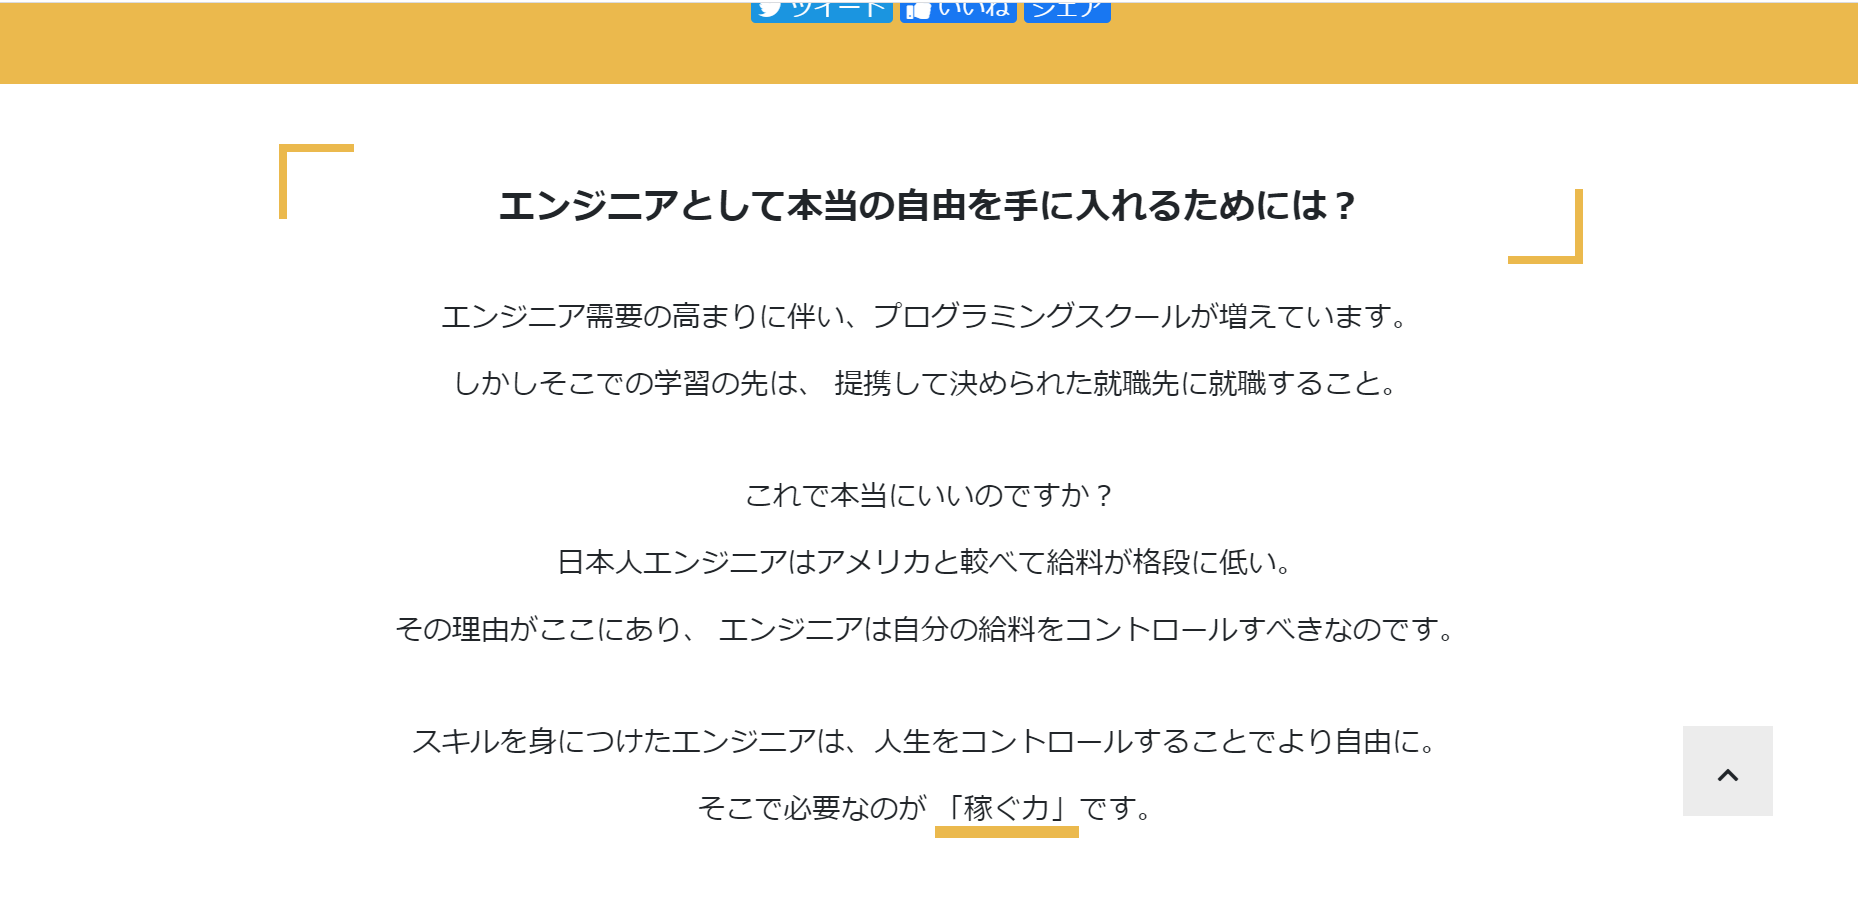 ツイート いいね シェア
エンジニアとして本当の自由を手に入れるためには？
エンジニア需要の高まりに伴い、プログラミングスクールが増えています。
しかしそこでの学習の先は、 提携して決められた就職先に就職すること。
これで本当にいいのですか？
日本人エンジニアはアメリカと較べて給料が格段に低い。
その理由がここにあり、 エンジニアは自分の給料をコントロールすべきなのです。
スキルを身につけたエンジニアは、人生をコントロールすることでより自由に。
そこで必要なのが 「稼ぐ力」です。